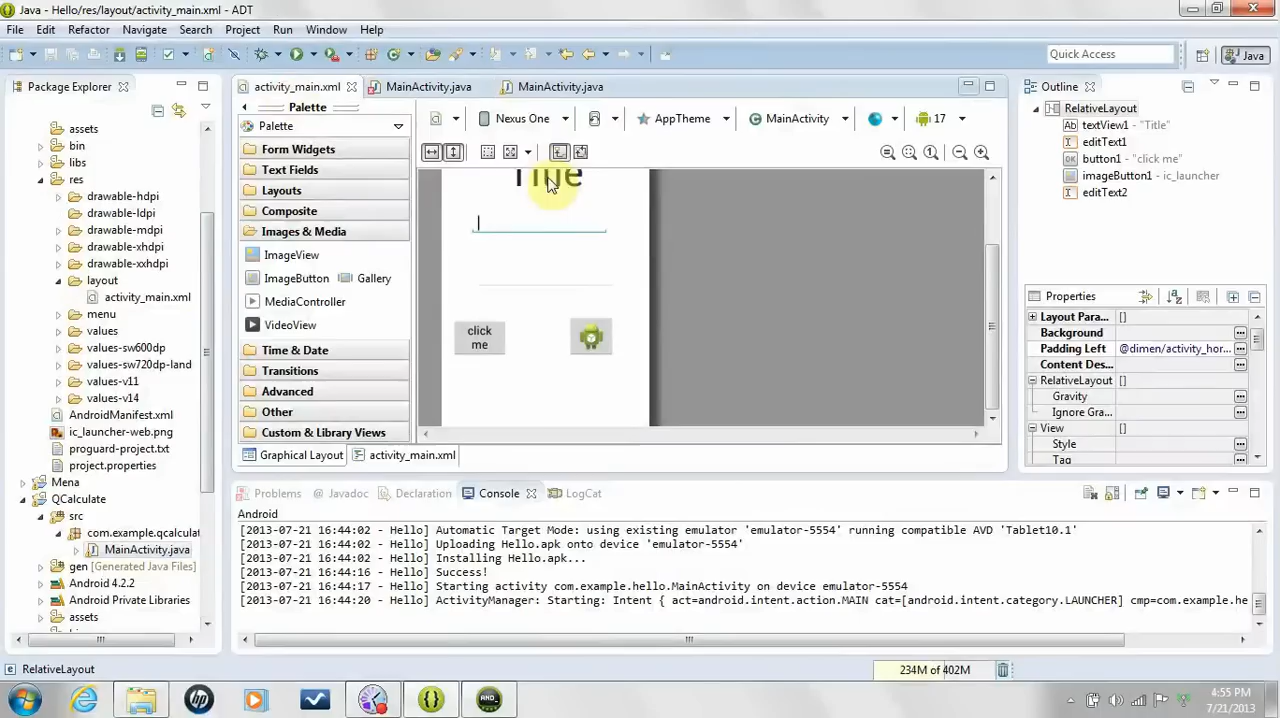 Java - Hello/res/layout/activity_main.xml - ADT
File Edit Refactor Navigate Search Project Run Window Help
Quick Access
Java
Package Explorer
assets
bin
libs
res
drawable-hdpi
drawable-ldpi
drawable-mdpi
drawable-xhdpi
drawable-xxhdpi
layout
activity_main.xml
menu
values
values-sw600dp
values-sw720dp-land
values-v11
values-v14
AndroidManifest.xml
ic_launcher-web.png
proguard-project.txt
project.properties
Mena
QCalculate
src
com.example.qcalculat
MainActivity.java
gen [Generated Java Files]
Android 4.2.2
Android Private Libraries
assets
activity_main.xml MainActivity.java MainActivity.java
Palette
Palette
Form Widgets
Text Fields
Layouts
Composite
Images & Media
ImageView
ImageButton Gallery
MediaController
VideoView
Time & Date
Transitions
Advanced
Other
Custom & Library Views
Nexus One AppTheme MainActivity 17
Title
click
me
Graphical Layout activity_main.xml
Outline
RelativeLayout
textView1 - "Title"
editText1
button1 - "click me"
imageButton1 - ic_launcher
editText2
Properties
Layout Para... []
Background
Padding Left @dimen/activity_hor...
Content Des...
RelativeLayout []
Gravity
Ignore Gra...
View []
Style
Tag
Problems Javadoc Declaration Console LogCat
Android
[2013-07-21 16:44:02 - Hello] Automatic Target Mode: using existing emulator 'emulator-5554' running compatible AVD 'Tablet10.1'
[2013-07-21 16:44:02 - Hello] Uploading Hello.apk onto device 'emulator-5554'
[2013-07-21 16:44:02 - Hello] Installing Hello.apk...
[2013-07-21 16:44:16 - Hello] Success!
[2013-07-21 16:44:17 - Hello] Starting activity com.example.hello.MainActivity on device emulator-5554
[2013-07-21 16:44:20 - Hello] ActivityManager: Starting: Intent { act=android.intent.action.MAIN cat=[android.intent.category.LAUNCHER] cmp=com.example.he
RelativeLayout
234M of 402M
4:55 PM
7/21/2013